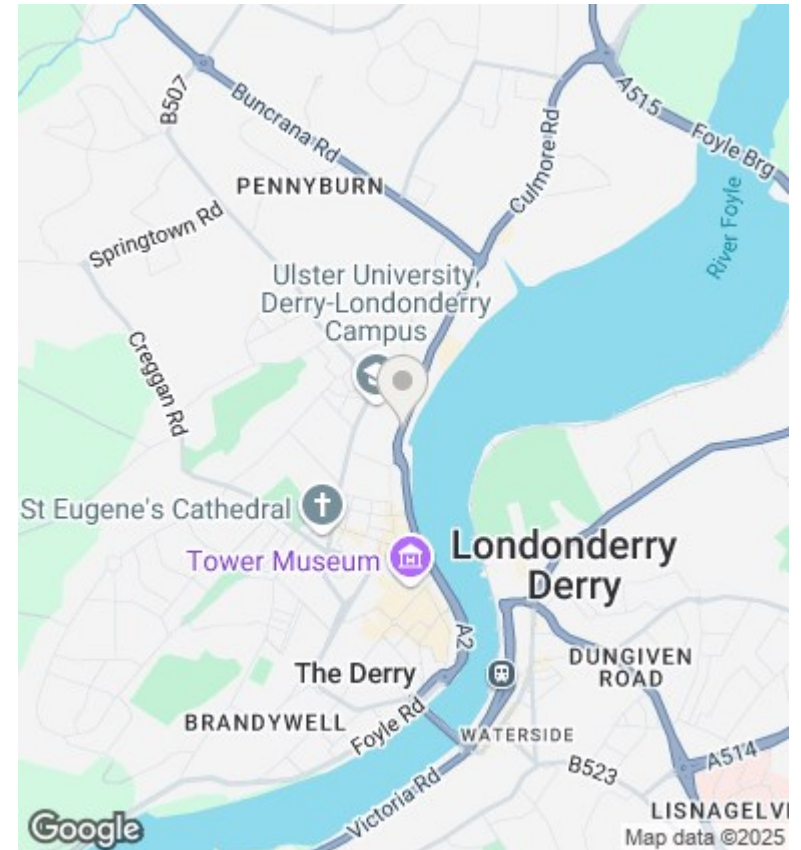 B507
Buncrana Rd
A515
Foyle Brg
Culmore Rd
PENNYBURN
River Foyle
Springtown Rd
Ulster University,
Derry-Londonderry
Campus
Creggan Rd
St Eugene's Cathedral
Tower Museum
Londonderry
Derry
A2
The Derry
DUNGIVEN
ROAD
BRANDYWELL
Foyle Rd
WATERSIDE
B523
A514
Victoria Rd
LISNAGELVI
Google
Map data ©2025